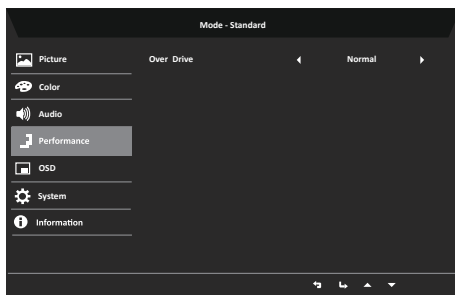 Mode - Standard
Picture
Over Drive Normal
Color
Audio
Performance
OSD
System
Information